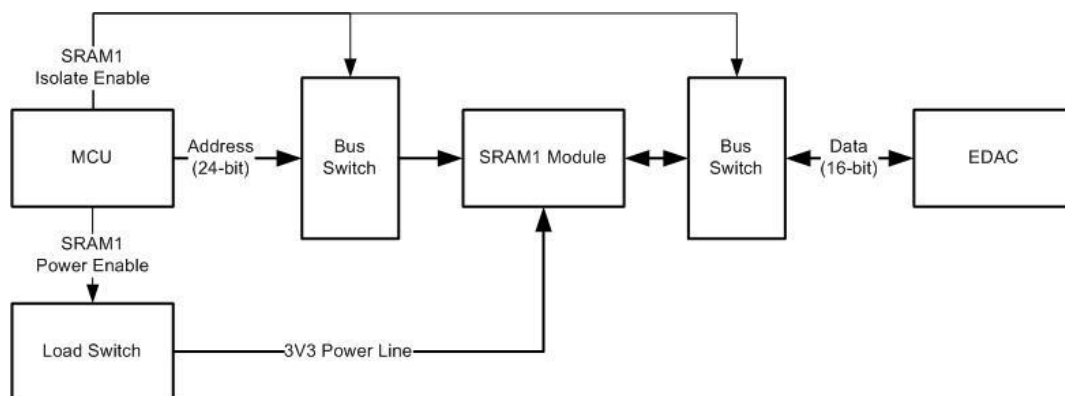 SRAM1
Isolate Enable
MCU
Address
(24-bit)
Bus
Switch
SRAM1 Module
Bus
Switch
Data
(16-bit)
EDAC
SRAM1
Power Enable
Load Switch
3V3 Power Line